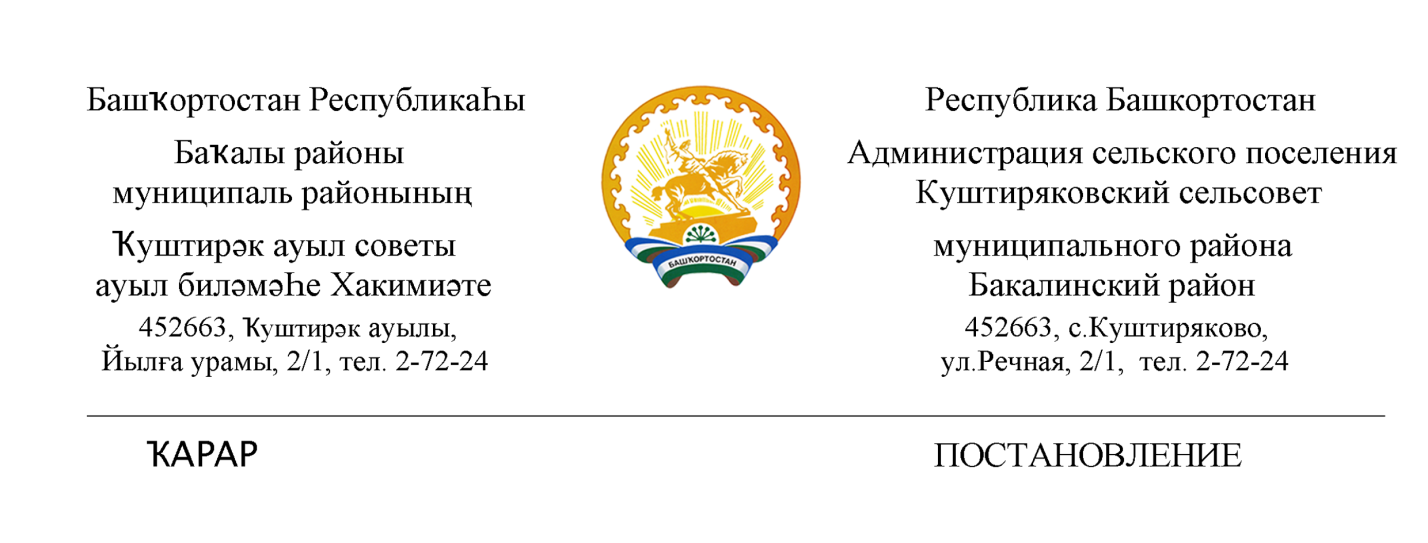 Башҡортостан Республикаһы
Баҡалы районы
муниципаль районының
Ҡуштирәк ауыл советы
ауыл биләмәһе Хакимиәте
452663, Ҡуштирәк ауылы,
Йылға урамы, 2/1, тел. 2-72-24
БАШҠОРТОСТАН
Республика Башкортостан
Администрация сельского поселения
Куштиряковский сельсовет
муниципального района
Бакалинский район
452663, с.Куштиряково,
ул.Речная, 2/1, тел. 2-72-24
ҠАРАР
ПОСТАНОВЛЕНИЕ